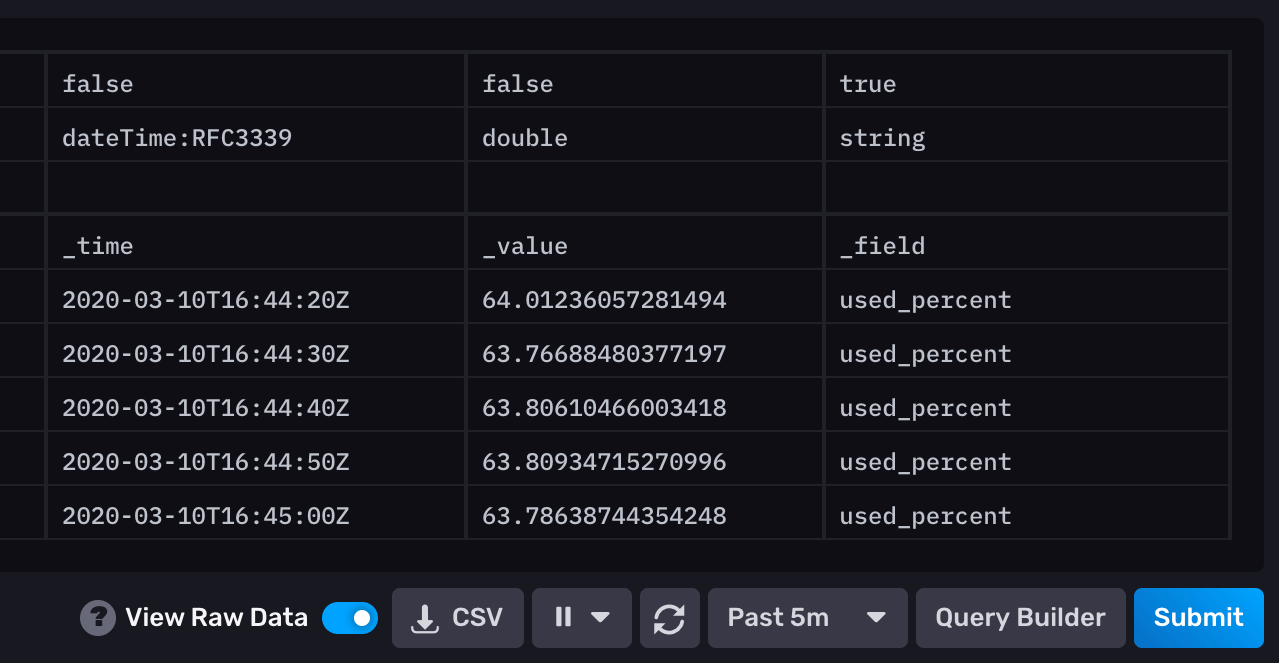 false false true
dateTime:RFC3339 double string
_time _value _field
2020-03-10T16:44:20Z 64.01236057281494 used_percent
2020-03-10T16:44:30Z 63.76688480377197 used_percent
2020-03-10T16:44:40Z 63.80610466003418 used_percent
2020-03-10T16:44:50Z 63.80934715270996 used_percent
2020-03-10T16:45:00Z 63.78638744354248 used_percent
? View Raw Data CSV Past 5m Query Builder Submit